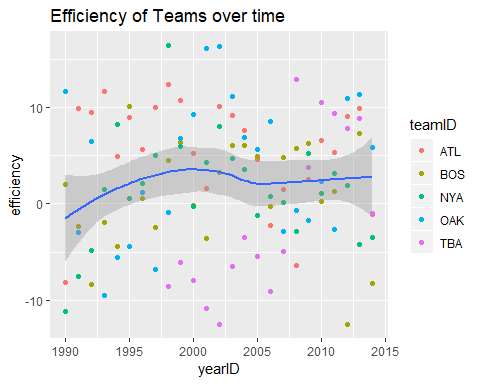 Efficiency of Teams over time
efficiency
10
0
-10
1990 1995 2000 2005 2010 2015
yearID
teamID
ATL
BOS
NYA
OAK
TBA